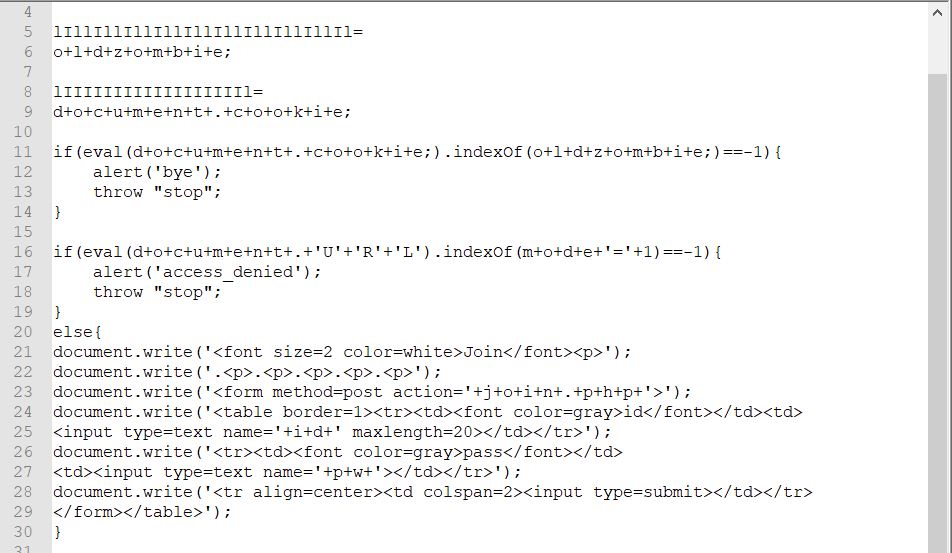 4
5 lIllIllIllIllIllIllIllIllIllIllIl=
6 o+l+d+z+o+m+b+i+e;
7
8 lIIIIIIIIIIIIIIIIIIl=
9 d+o+c+u+m+e+n+t+.+c+o+o+k+i+e;
10
11 if(eval(d+o+c+u+m+e+n+t+.+c+o+o+k+i+e;).indexOf(o+l+d+z+o+m+b+i+e;)==-1){
12     alert('bye');
13     throw "stop";
14 }
15
16 if(eval(d+o+c+u+m+e+n+t+.+'U'+'R'+'L').indexOf(m+o+d+e+'='+1)==-1){
17     alert('access_denied');
18     throw "stop";
19 }
20 else{
21 document.write('<font size=2 color=white>Join</font><p>');
22 document.write('.<p>.<p>.<p>.<p>.<p>');
23 document.write('<form method=post action='+j+o+i+n+.+p+h+p+'>');
24 document.write('<table border=1><tr><td><font color=gray>id</font></td><td>
25 <input type=text name='+i+d+' maxlength=20></td></tr>');
26 document.write('<tr><td><font color=gray>pass</font></td>
27 <td><input type=text name='+p+w+'></td></tr>');
28 document.write('<tr align=center><td colspan=2><input type=submit></td></tr>
29 </form></table>');
30 }
31